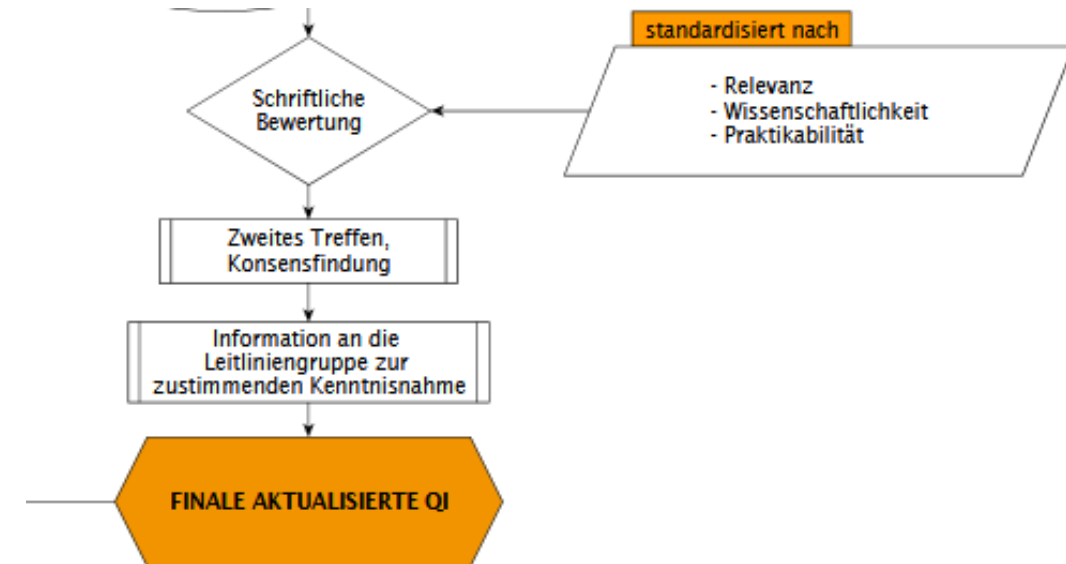 standardisiert nach
- Relevanz
- Wissenschaftlichkeit
- Praktikabilität
Schriftliche
Bewertung
Zweites Treffen,
Konsensfindung
Information an die
Leitliniengruppe zur
zustimmenden Kenntnisnahme
FINALE AKTUALISIERTE QI